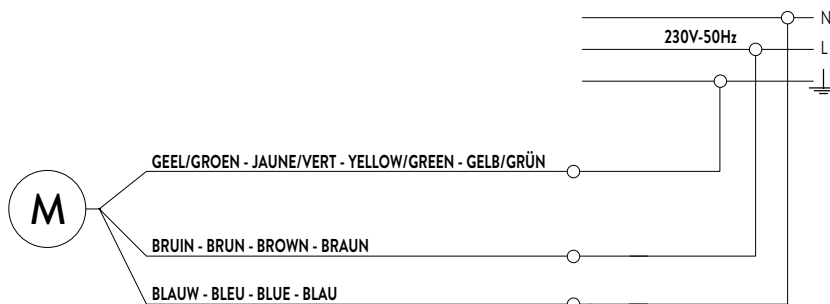 N
230V-50Hz
L
GEEL/GROEN - JAUNE/VERT - YELLOW/GREEN - GELB/GRÜN
M
BRUIN - BRUN - BROWN - BRAUN
BLAUW - BLEU - BLUE - BLAU